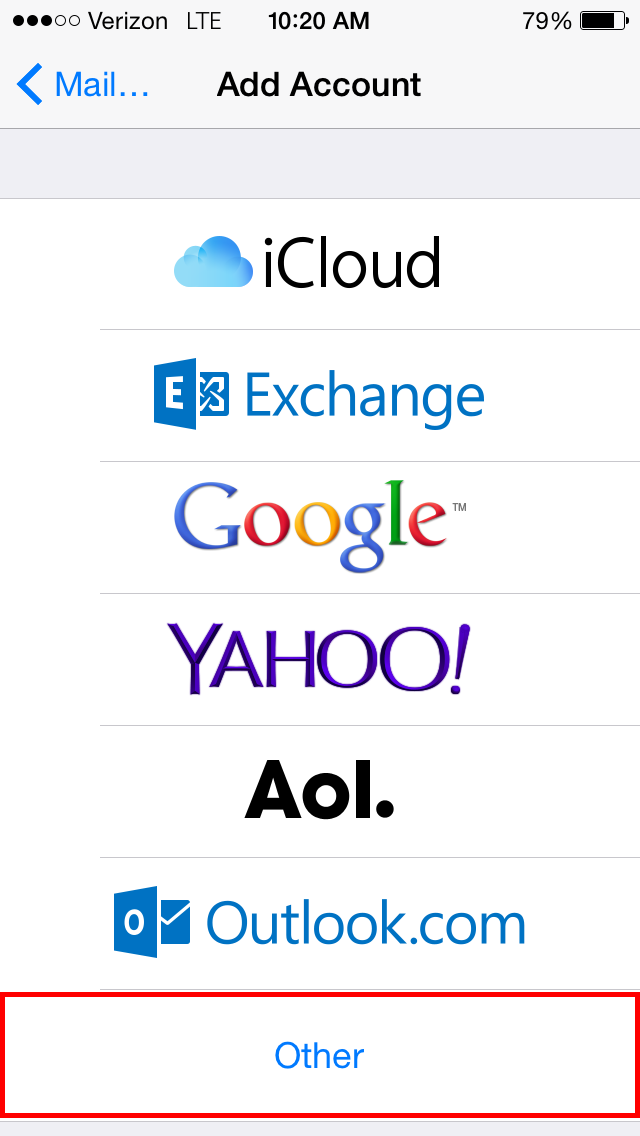 Verizon LTE 10:20 AM 79%
Mail... Add Account
iCloud
E Exchange
Google™
YAHOO!
Aol.
O Outlook.com
Other